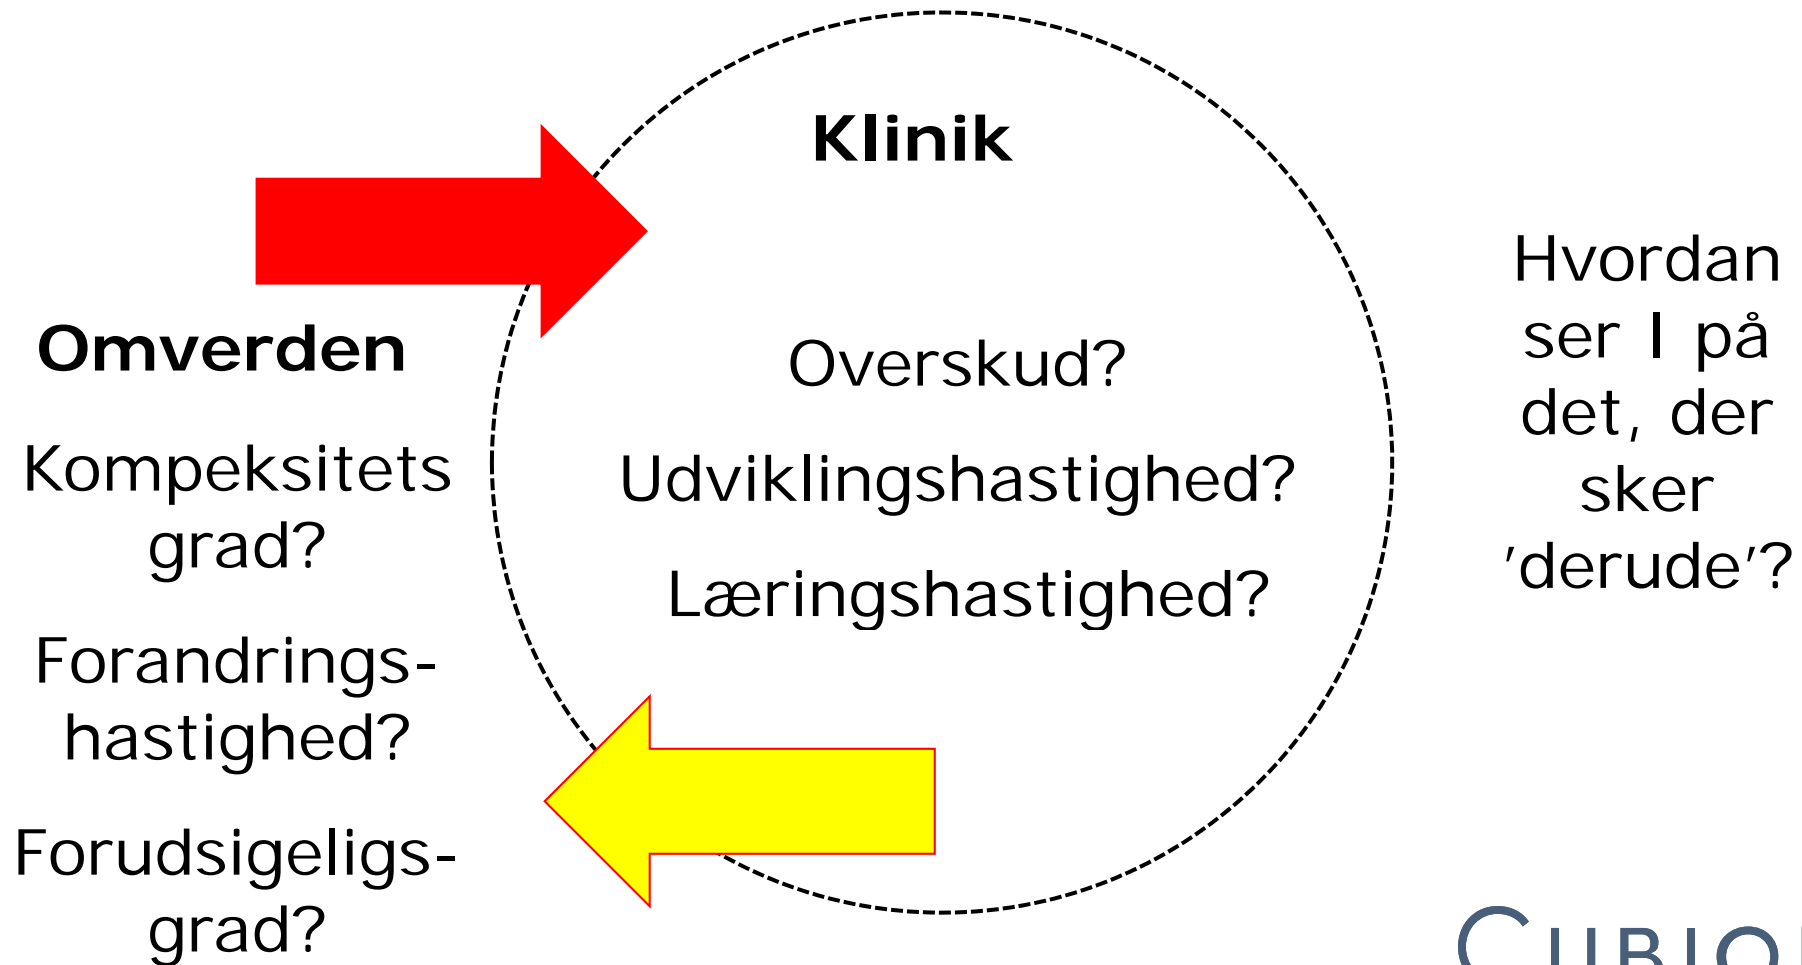 Klinik
Omverden
Kompeksitets
grad?
Forandrings-
hastighed?
Forudsigeligs-
grad?
Overskud?
Udviklingshastighed?
Læringshastighed?
Hvordan
ser I på
det, der
sker
’derude’?